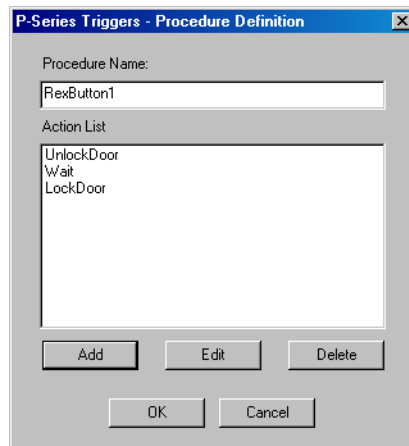 P-Series Triggers - Procedure Definition
Procedure Name:
RexButton1
Action List
UnlockDoor
Wait
LockDoor
Add Edit Delete
OK Cancel